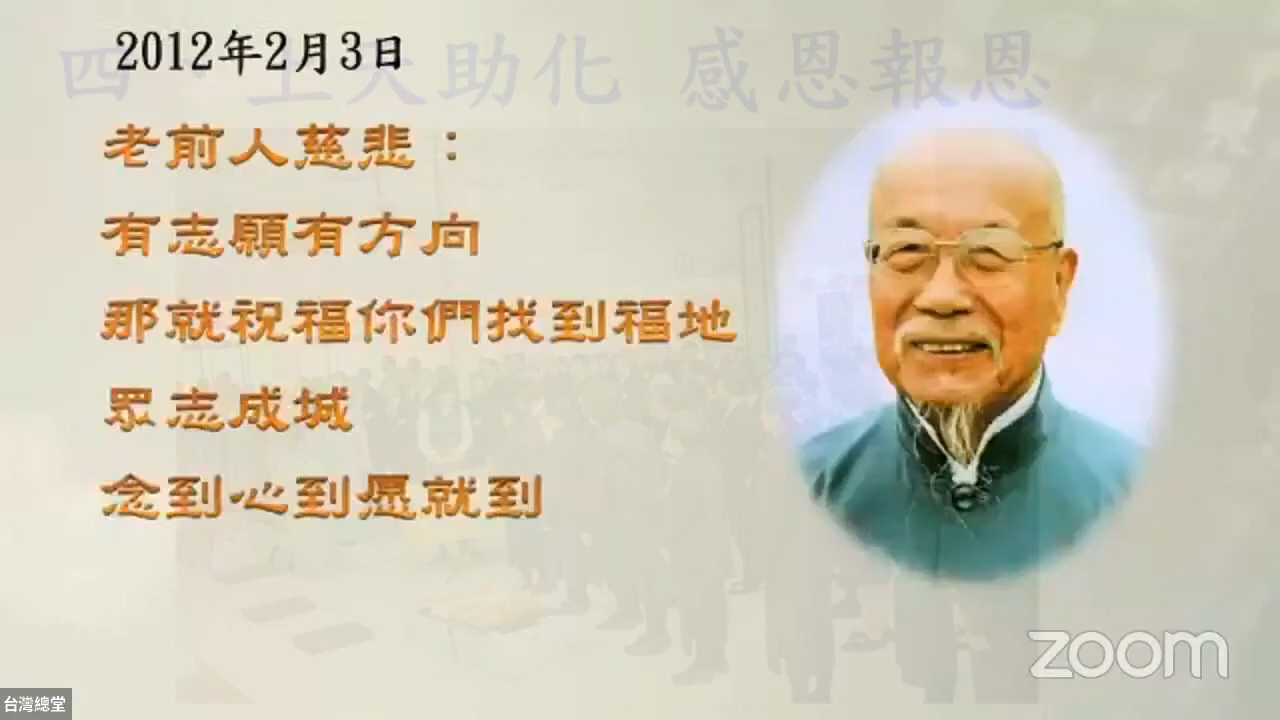 2012年2月3日
四、上天助化 感恩報恩
老前人慈悲：
有志願有方向
那就祝福你們找到福地
眾志成城
念到心到愿就到
zoom
台灣總堂